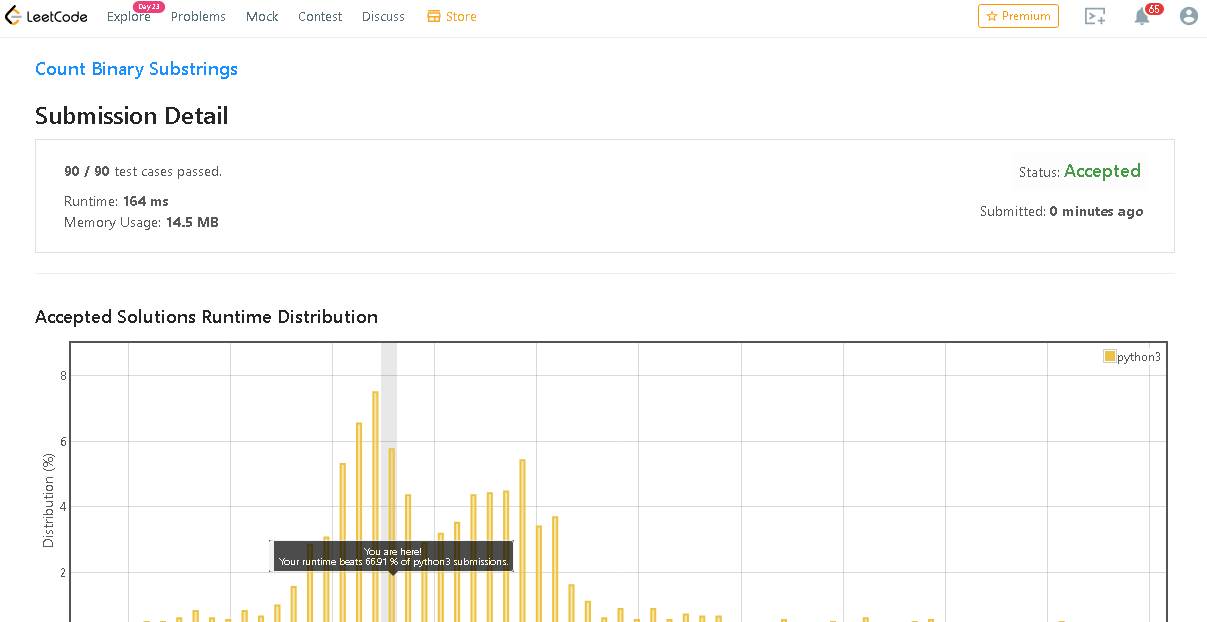 LeetCode Explore Day 23 Problems Mock Contest Discuss Store Premium 65
Count Binary Substrings
Submission Detail
90 / 90 test cases passed.
Status: Accepted
Runtime: 164 ms
Submitted: 0 minutes ago
Memory Usage: 14.5 MB
Accepted Solutions Runtime Distribution
python3
8
6
Distribution (%)
4
You are here!
Your runtime beats 66.91 % of python3 submissions.
2